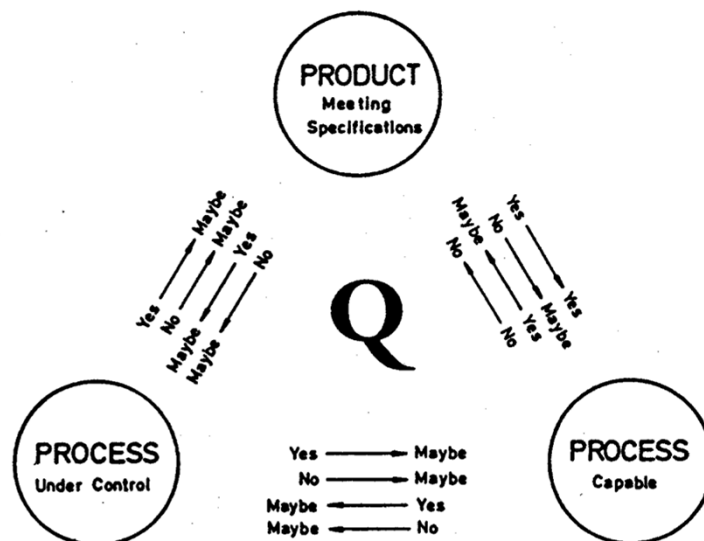 PRODUCT
Meeting
Specifications
Yes Maybe
No Maybe
Maybe Yes
Maybe No
Yes Yes
No Maybe
Maybe Yes
No No
Q
PROCESS
Under Control
PROCESS
Capable
Yes Maybe
No Maybe
Maybe Yes
Maybe No